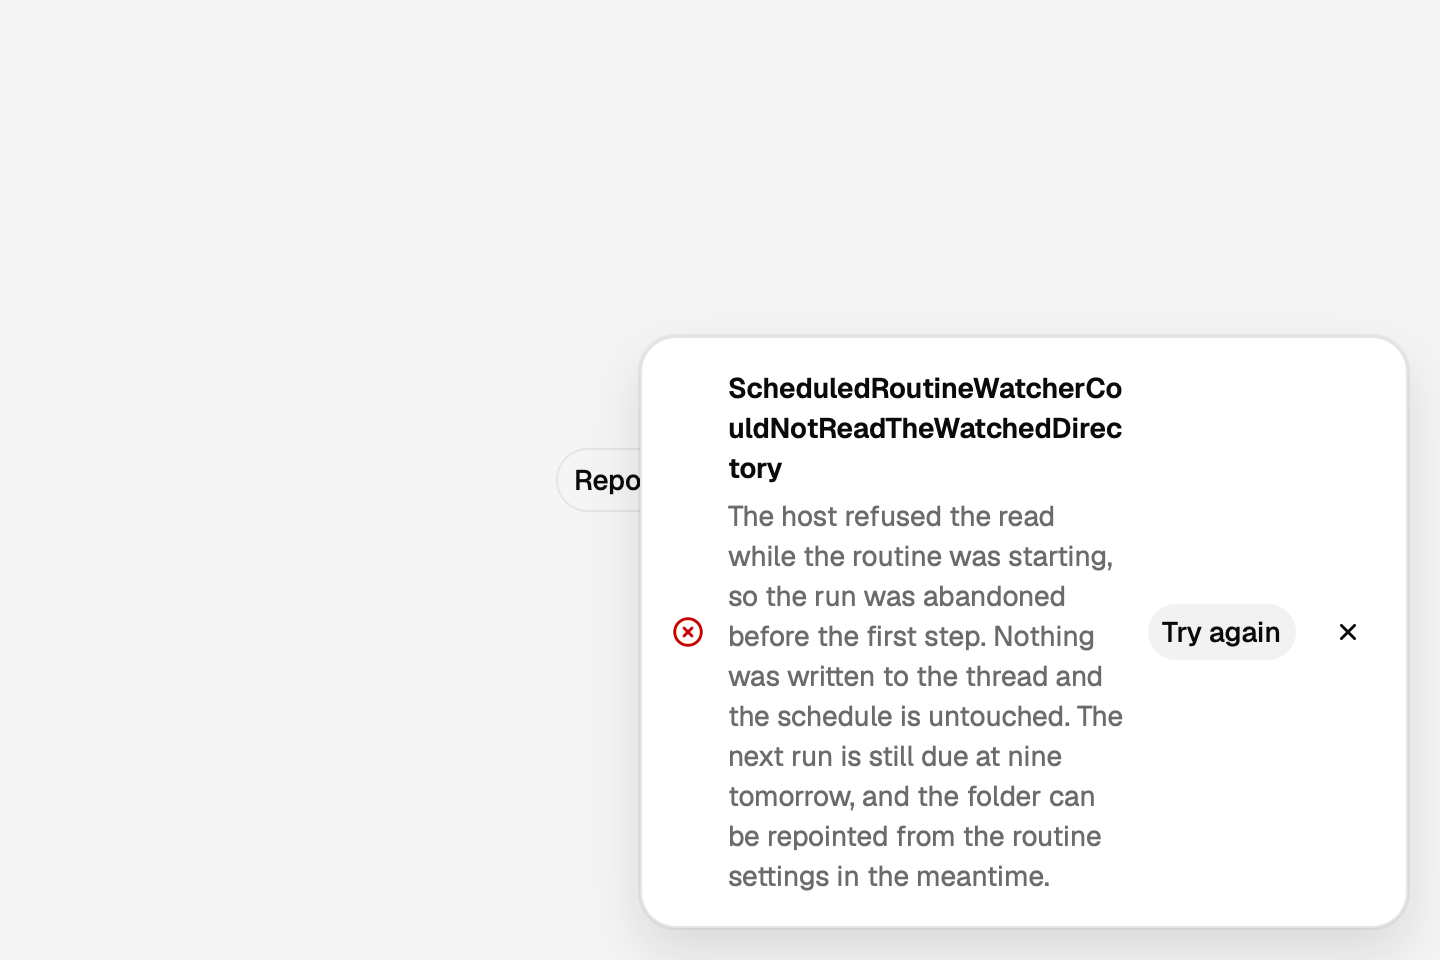 Repo
ScheduledRoutineWatcherCo
uldNotReadTheWatchedDirec
tory
The host refused the read
while the routine was starting,
so the run was abandoned
before the first step. Nothing
was written to the thread and
the schedule is untouched. The
next run is still due at nine
tomorrow, and the folder can
be repointed from the routine
settings in the meantime.
Try again